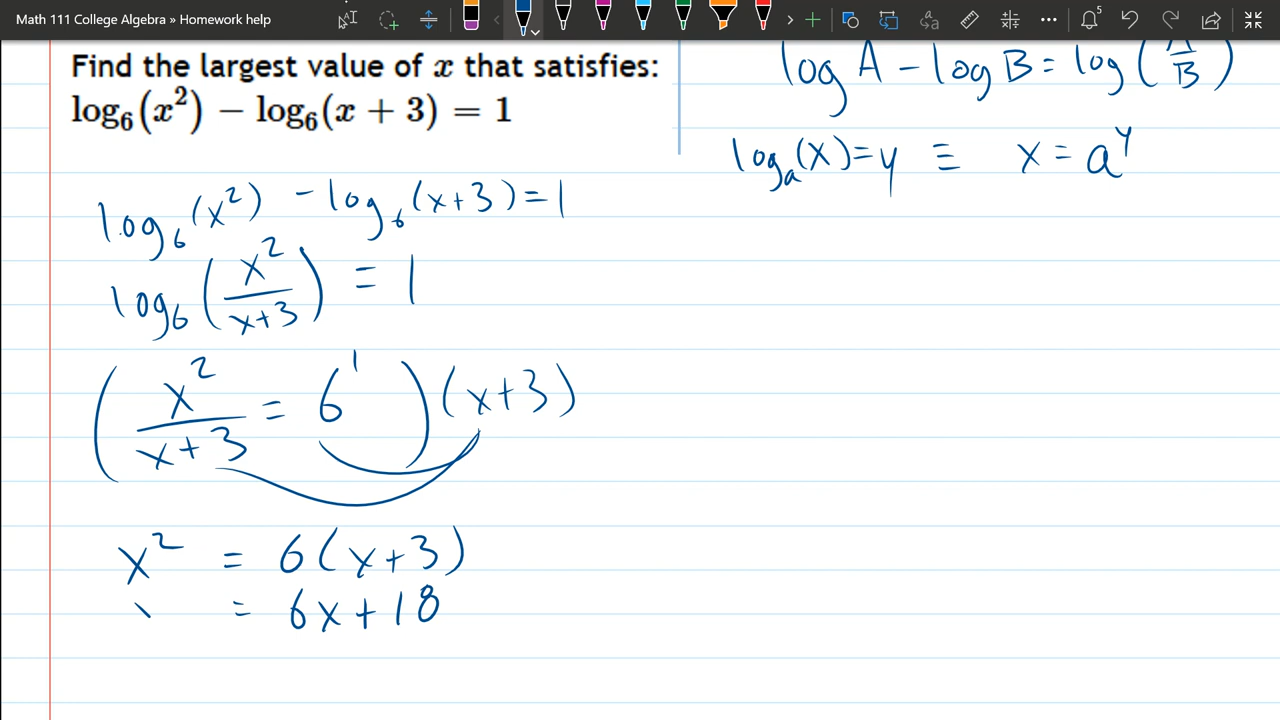 Math 111 College Algebra » Homework help
5
Find the largest value of x that satisfies:
log₆(x²) − log₆(x + 3) = 1
log A − log B = log(A/B)
logₐ(x) = y ≡ x = a^y
log₆(x²) − log₆(x+3) = 1
log₆(x²/(x+3)) = 1
(x²/(x+3) = 6¹)(x+3)
x² = 6(x+3)
= 6x+18